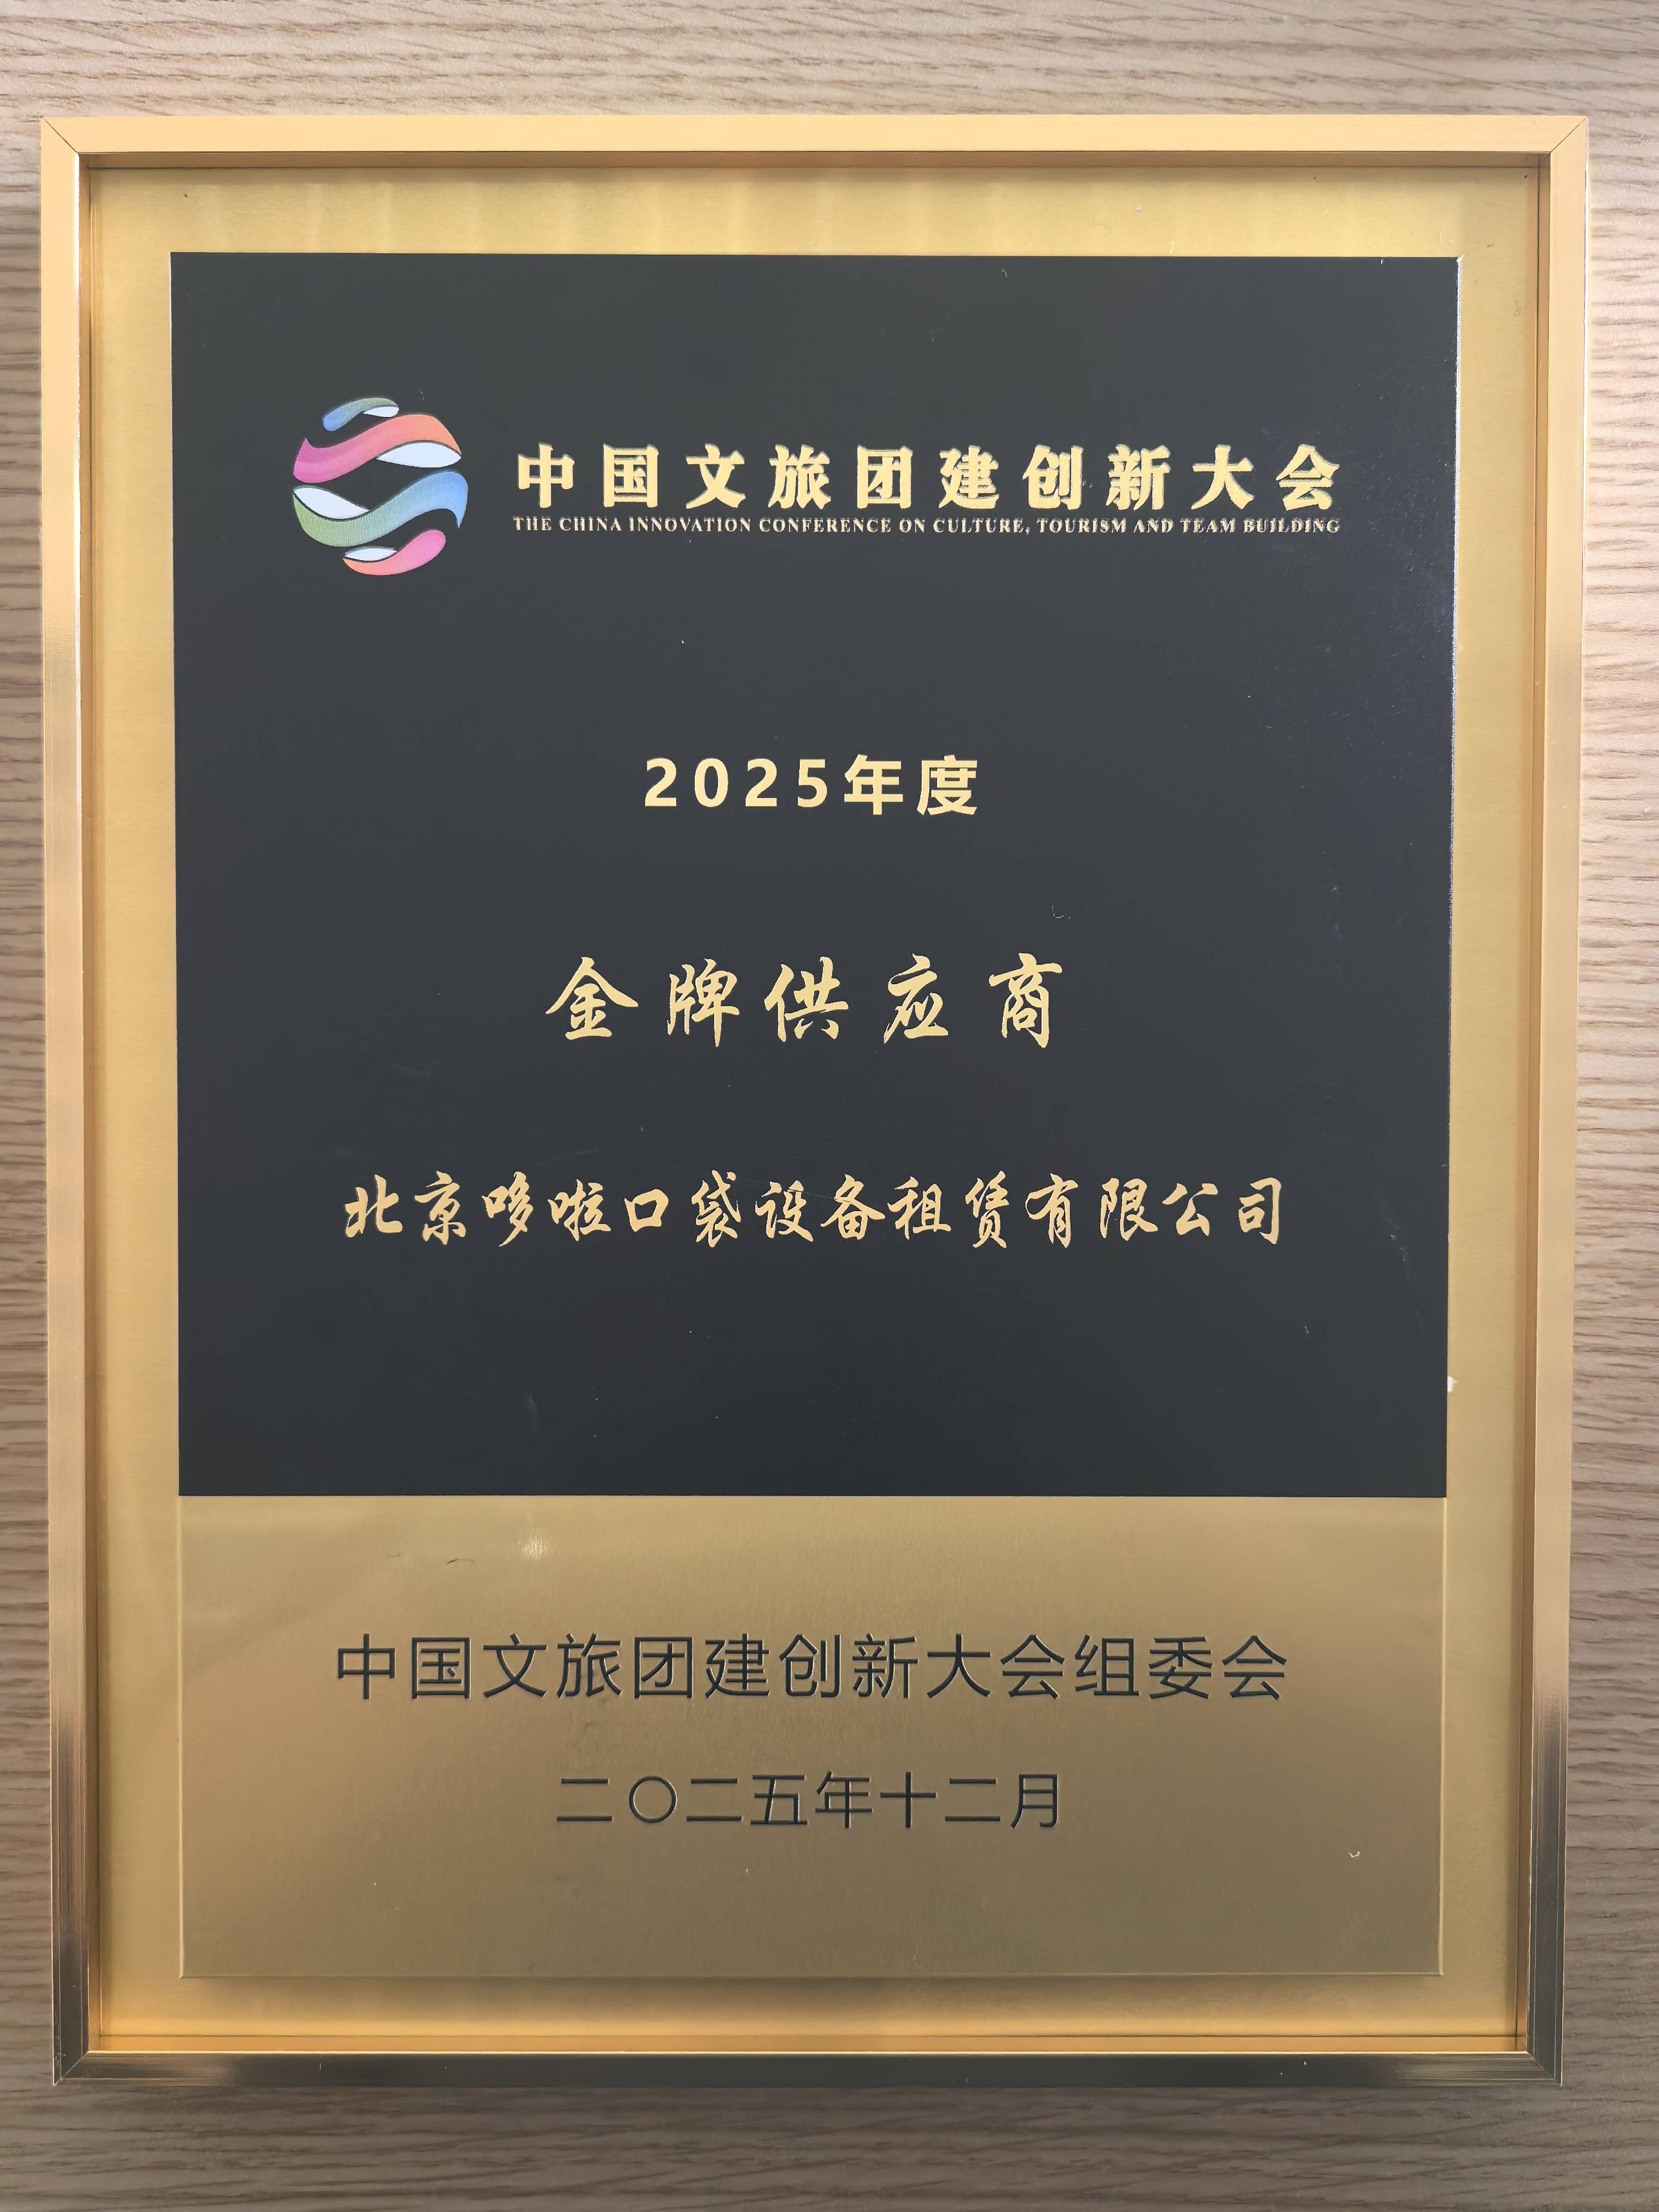 中国文旅团建创新大会
THE CHINA INNOVATION CONFERENCE ON CULTURE, TOURISM AND TEAM BUILDING
2025年度
金牌供应商
北京哆啦口袋设备租赁有限公司
中国文旅团建创新大会组委会
二〇二五年十二月